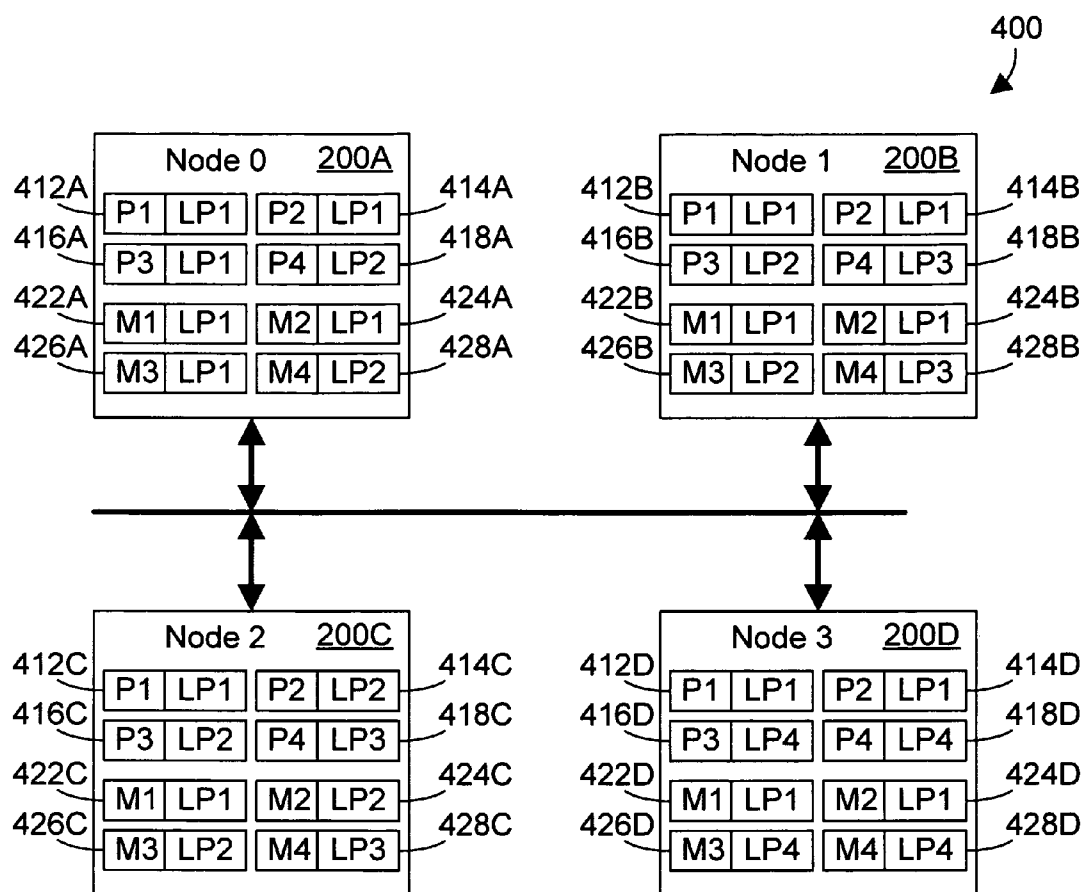 400
Node 0 200A Node 1 200B
412A P1 LP1 P2 LP1 414A 412B P1 LP1 P2 LP1 414B
416A P3 LP1 P4 LP2 418A 416B P3 LP2 P4 LP3 418B
422A M1 LP1 M2 LP1 424A 422B M1 LP1 M2 LP1 424B
426A M3 LP1 M4 LP2 428A 426B M3 LP2 M4 LP3 428B
Node 2 200C Node 3 200D
412C P1 LP1 P2 LP2 414C 412D P1 LP1 P2 LP1 414D
416C P3 LP2 P4 LP3 418C 416D P3 LP4 P4 LP4 418D
422C M1 LP1 M2 LP2 424C 422D M1 LP1 M2 LP1 424D
426C M3 LP2 M4 LP3 428C 426D M3 LP4 M4 LP4 428D